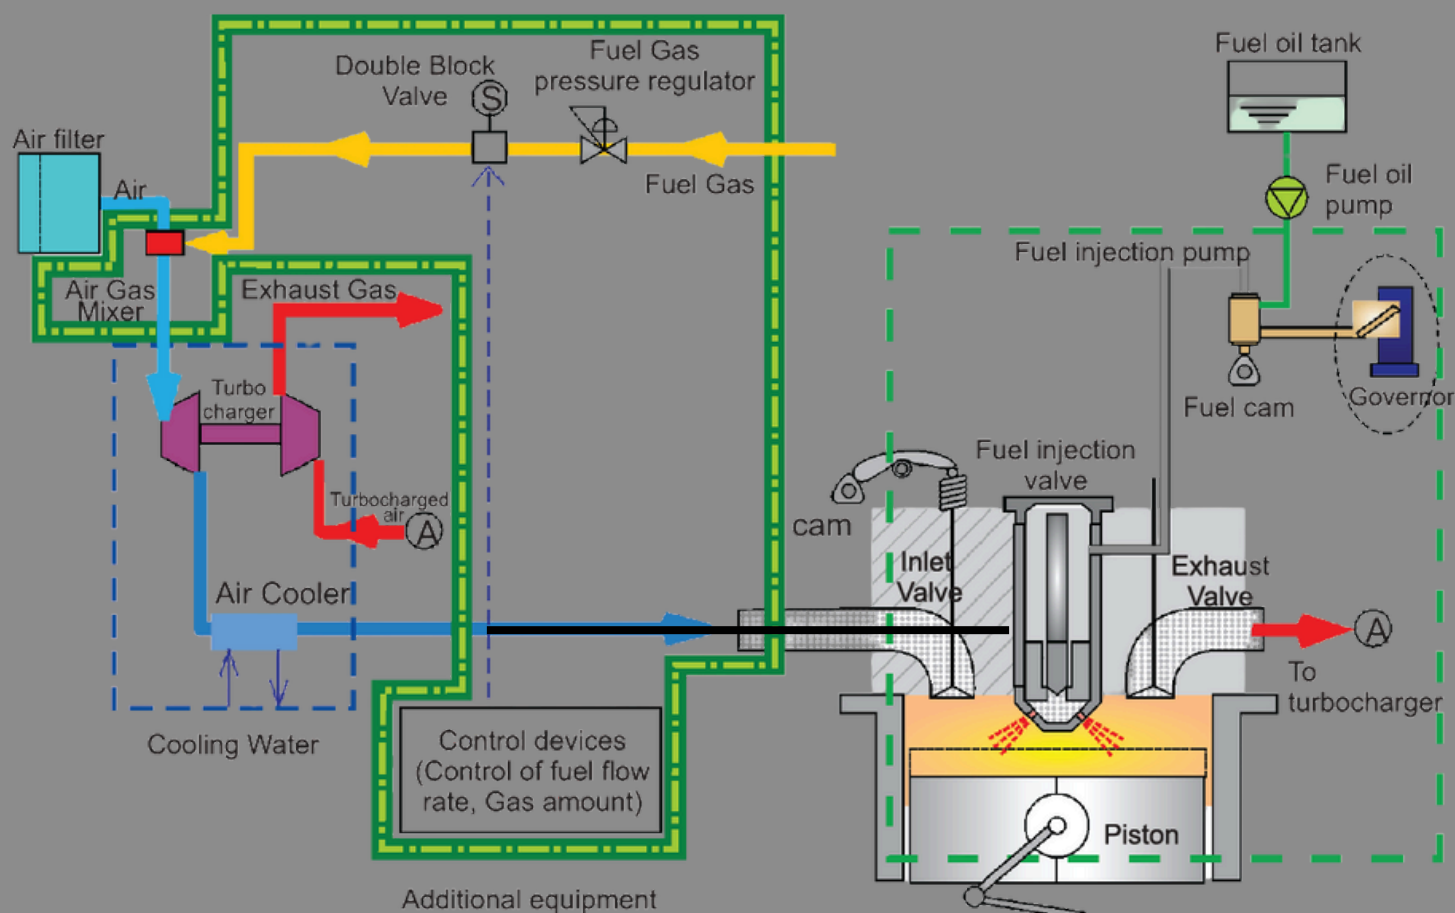 Fuel Gas
pressure regulator
Double Block
Valve
S
Fuel oil tank
Air filter
Air
Fuel Gas
Fuel oil
pump
Fuel injection pump
Air Gas
Mixer
Exhaust Gas
Turbo
charger
Fuel cam
Governor
Fuel injection
valve
Turbocharged
air
A
cam
Inlet
Valve
Exhaust
Valve
Air Cooler
A
To
turbocharger
Cooling Water
Control devices
(Control of fuel flow
rate, Gas amount)
Piston
Additional equipment